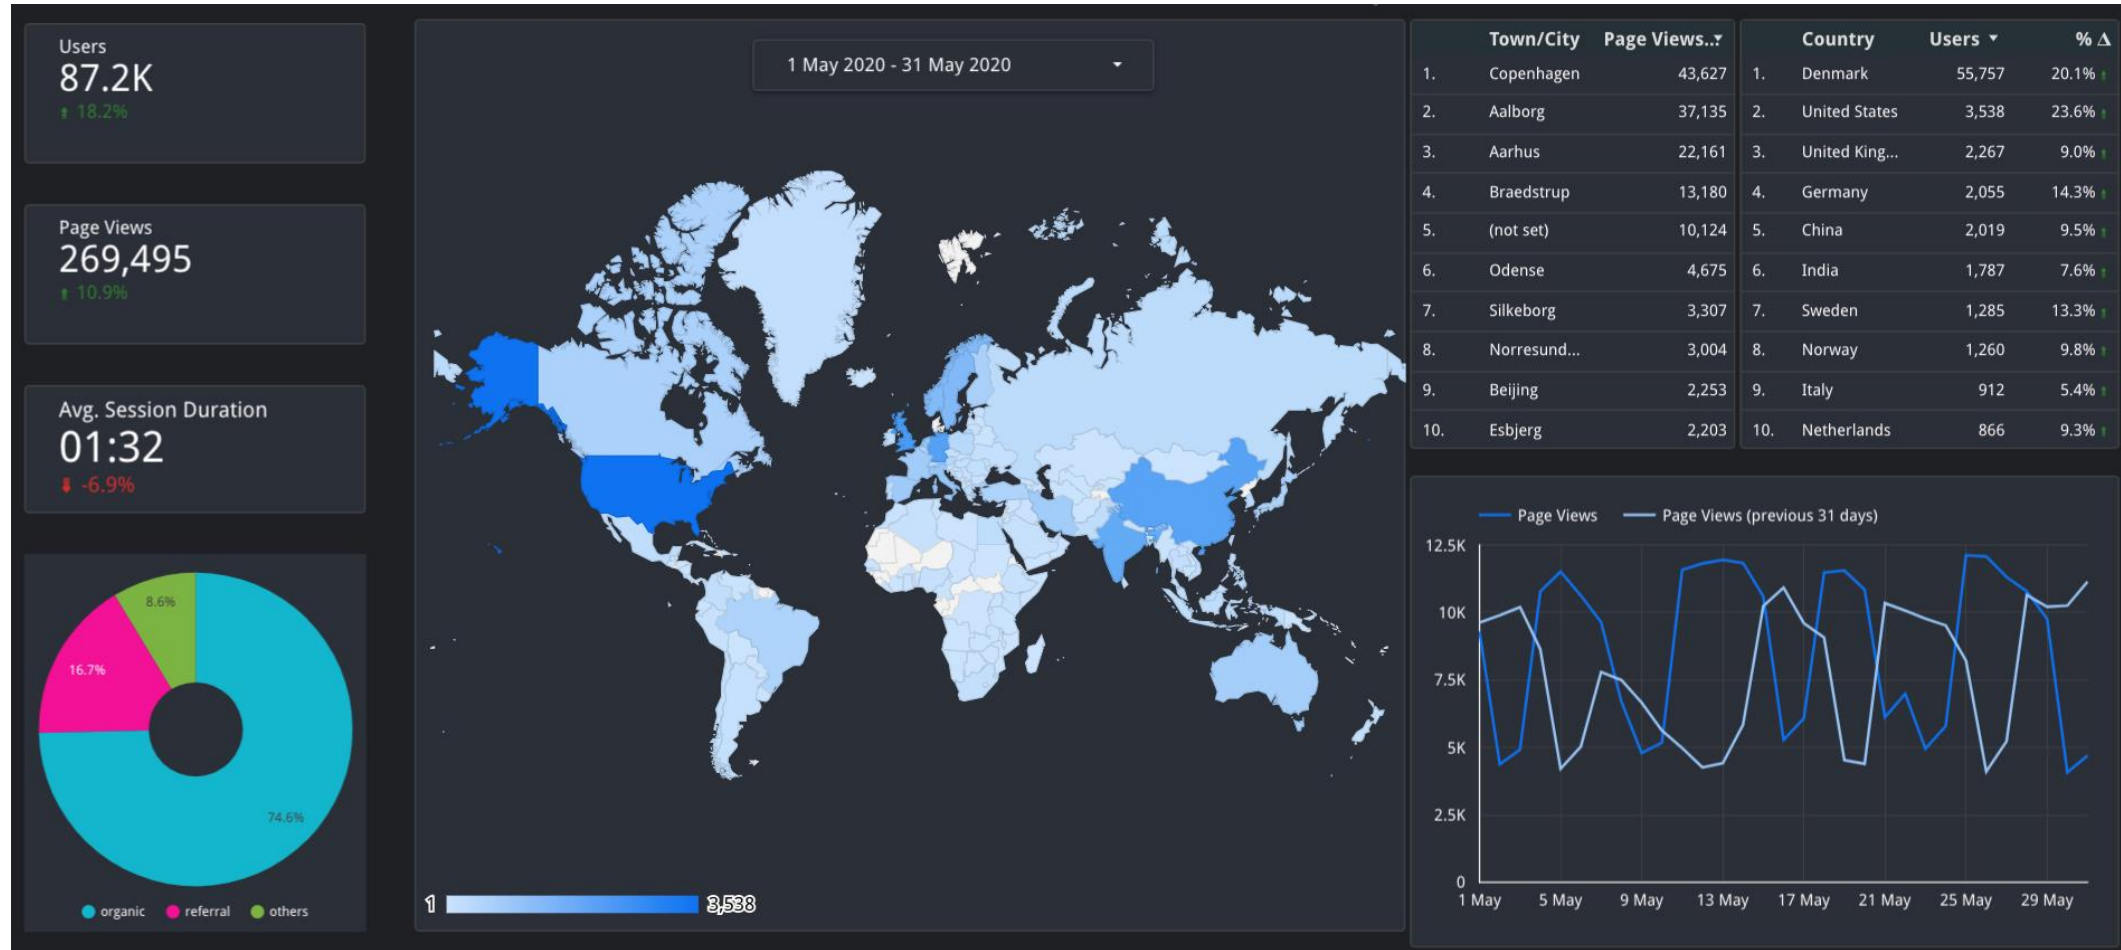 Users
87.2K
18.2%
Page Views
269,495
10.9%
Avg. Session Duration
01:32
-6.9%
8.6%
16.7%
74.6%
organic referral others
1 May 2020 - 31 May 2020
1 3,538
Town/City Page Views...
1. Copenhagen 43,627
2. Aalborg 37,135
3. Aarhus 22,161
4. Braedstrup 13,180
5. (not set) 10,124
6. Odense 4,675
7. Silkeborg 3,307
8. Norresund... 3,004
9. Beijing 2,253
10. Esbjerg 2,203
Country Users % Δ
1. Denmark 55,757 20.1%
2. United States 3,538 23.6%
3. United King... 2,267 9.0%
4. Germany 2,055 14.3%
5. China 2,019 9.5%
6. India 1,787 7.6%
7. Sweden 1,285 13.3%
8. Norway 1,260 9.8%
9. Italy 912 5.4%
10. Netherlands 866 9.3%
Page Views Page Views (previous 31 days)
12.5K
10K
7.5K
5K
2.5K
0
1 May 5 May 9 May 13 May 17 May 21 May 25 May 29 May